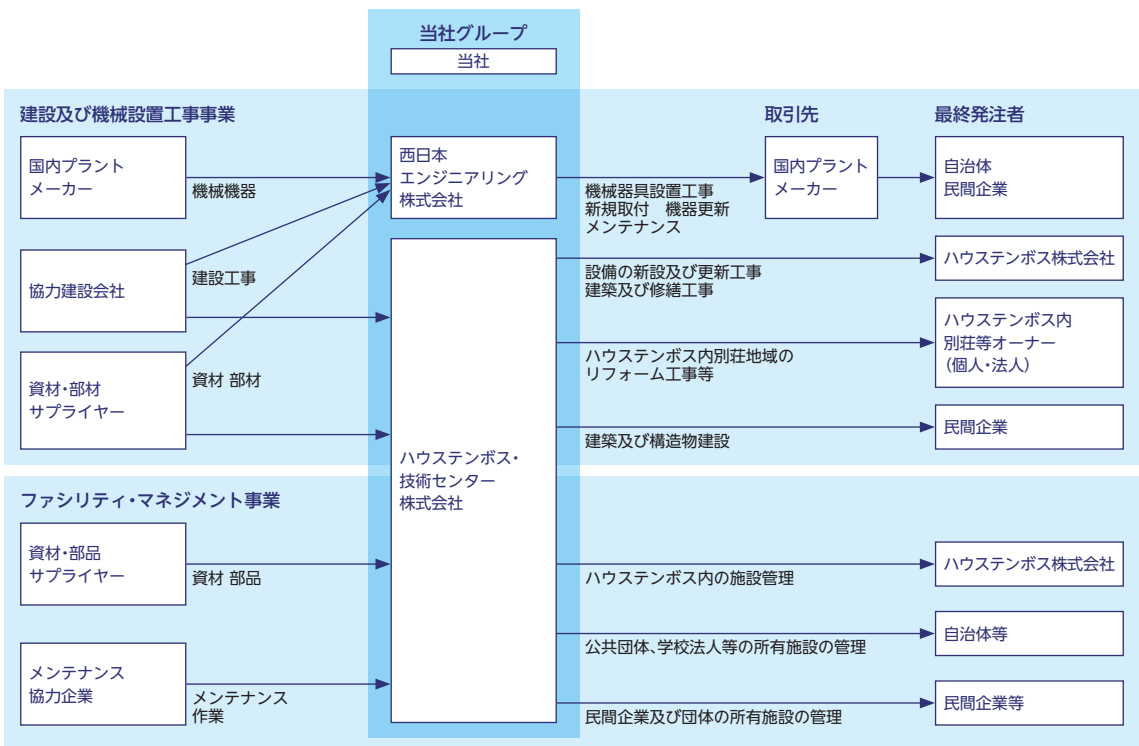 当社グループ
当社
建設及び機械設置工事事業
取引先
最終発注者
国内プラント
メーカー
機械機器
西日本
エンジニアリング
株式会社
機械器具設置工事
新規取付　機器更新
メンテナンス
国内プラント
メーカー
自治体
民間企業
協力建設会社
建設工事
設備の新設及び更新工事
建築及び修繕工事
ハウステンボス株式会社
資材・部材
サプライヤー
資材 部材
ハウステンボス内別荘地域の
リフォーム工事等
ハウステンボス内
別荘等オーナー
（個人・法人）
建築及び構造物建設
民間企業
ハウステンボス・
技術センター
株式会社
ファシリティ・マネジメント事業
資材・部品
サプライヤー
資材 部品
ハウステンボス内の施設管理
ハウステンボス株式会社
公共団体、学校法人等の所有施設の管理
自治体等
メンテナンス
協力企業
メンテナンス
作業
民間企業及び団体の所有施設の管理
民間企業等